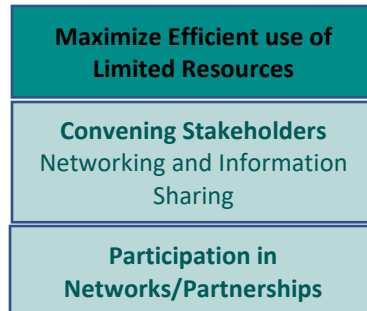 Maximize Efficient use of
Limited Resources
Convening Stakeholders
Networking and Information
Sharing
Participation in
Networks/Partnerships